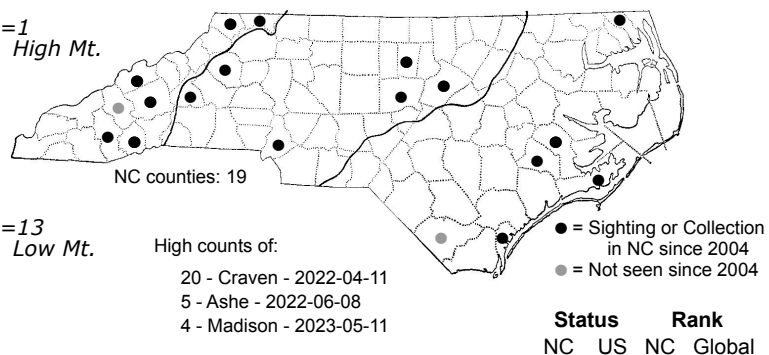 =1
High Mt.
NC counties: 19
=13
Low Mt.
High counts of:
20 - Craven - 2022-04-11
5 - Ashe - 2022-06-08
4 - Madison - 2023-05-11
● = Sighting or Collection
in NC since 2004
● = Not seen since 2004
Status Rank
NC US NC Global